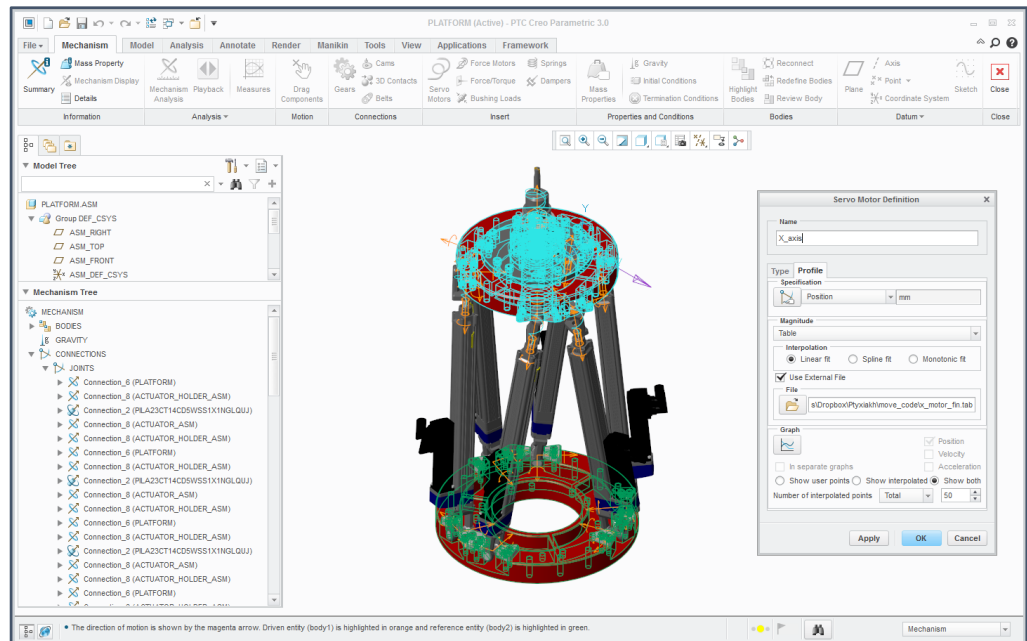 PLATFORM (Active) - PTC Creo Parametric 3.0
File Mechanism Model Analysis Annotate Render Manikin Tools View Applications Framework
Summary
Mass Property
Mechanism Display
Details
Information
Mechanism Analysis
Playback
Measures
Analysis
Drag Components
Motion
Gears
Cams
3D Contacts
Belts
Connections
Servo Motors
Force Motors
Force/Torque
Bushing Loads
Springs
Dampers
Insert
Mass Properties
Gravity
Initial Conditions
Termination Conditions
Properties and Conditions
Highlight Bodies
Reconnect
Redefine Bodies
Review Body
Bodies
Plane
Axis
Point
Coordinate System
Sketch
Datum
Close
Close
Model Tree
PLATFORM.ASM
Group DEF_CSYS
ASM_RIGHT
ASM_TOP
ASM_FRONT
ASM_DEF_CSYS
Mechanism Tree
MECHANISM
BODIES
GRAVITY
CONNECTIONS
JOINTS
Connection_6 (PLATFORM)
Connection_8 (ACTUATOR_HOLDER_ASM)
Connection_2 (PLA23CT14CD5WSS1X1NGLQUJ)
Connection_8 (ACTUATOR_ASM)
Connection_8 (ACTUATOR_HOLDER_ASM)
Connection_6 (PLATFORM)
Connection_8 (ACTUATOR_HOLDER_ASM)
Connection_2 (PLA23CT14CD5WSS1X1NGLQUJ)
Connection_8 (ACTUATOR_ASM)
Connection_8 (ACTUATOR_HOLDER_ASM)
Connection_6 (PLATFORM)
Connection_8 (ACTUATOR_HOLDER_ASM)
Connection_2 (PLA23CT14CD5WSS1X1NGLQUJ)
Connection_8 (ACTUATOR_ASM)
Connection_8 (ACTUATOR_HOLDER_ASM)
Connection_6 (PLATFORM)
Y
Servo Motor Definition
Name
X_axis
Type Profile
Specification
Position mm
Magnitude
Table
Interpolation
Linear fit Spline fit Monotonic fit
Use External File
File
s\Dropbox\Ptyxiakh\move_code\x_motor_fin.tab
Graph
Position
Velocity
In separate graphs Acceleration
Show user points Show interpolated Show both
Number of interpolated points Total 50
Apply OK Cancel
• The direction of motion is shown by the magenta arrow. Driven entity (body1) is highlighted in orange and reference entity (body2) is highlighted in green.
Mechanism